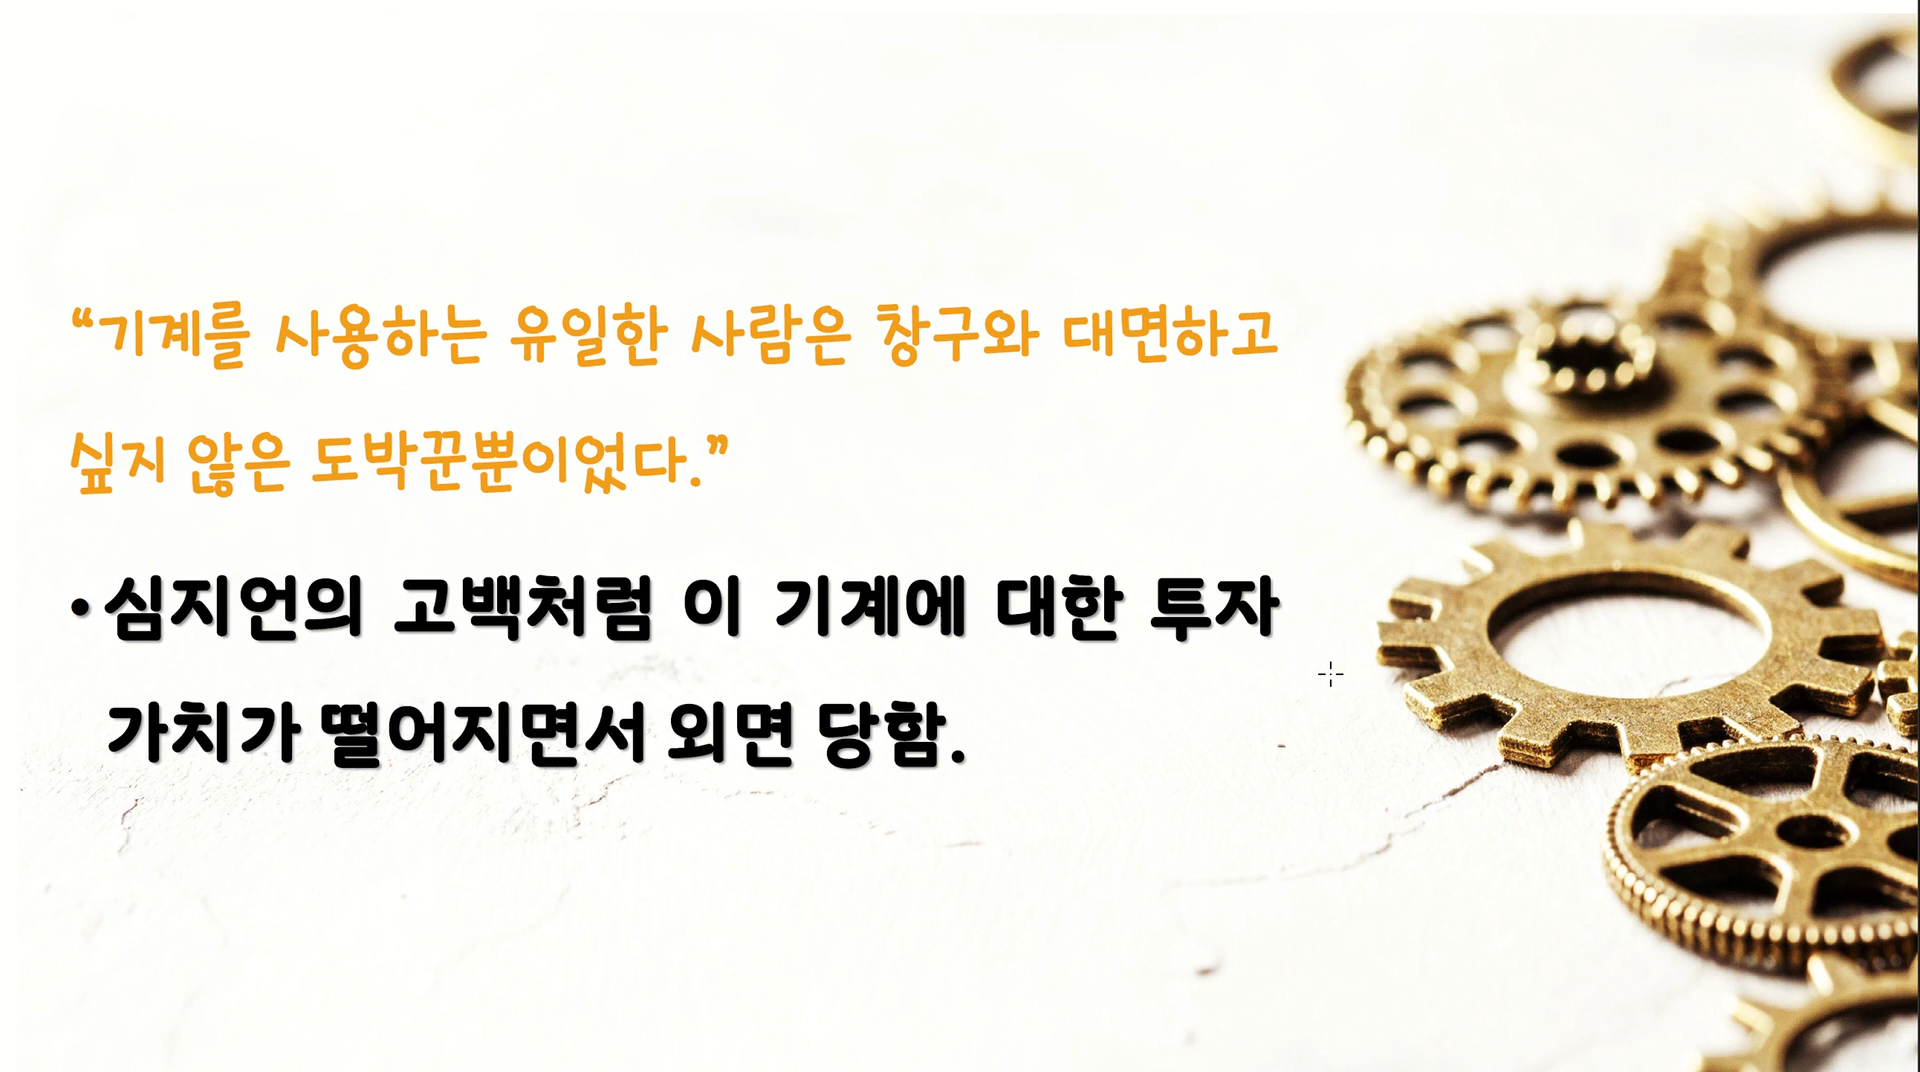 “기계를 사용하는 유일한 사람은 창구와 대면하고
싶지 않은 도박꾼뿐이었다.”
• 심지언의 고백처럼 이 기계에 대한 투자
가치가 떨어지면서 외면 당함.